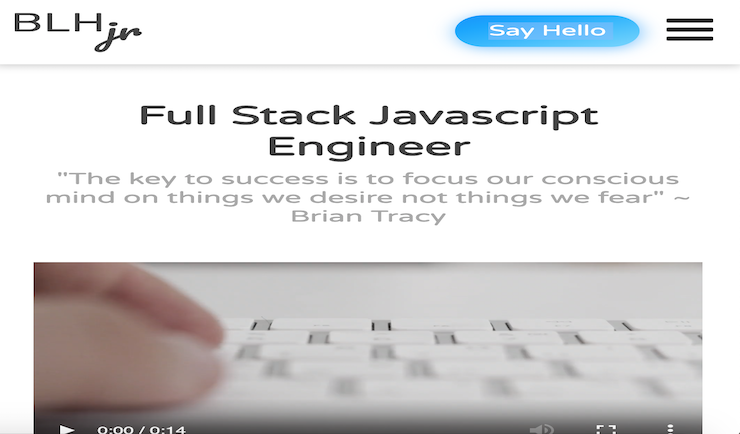 BLH
jr
Say Hello
Full Stack Javascript
Engineer
"The key to success is to focus our conscious
mind on things we desire not things we fear" ~
Brian Tracy
0:00 / 0:14